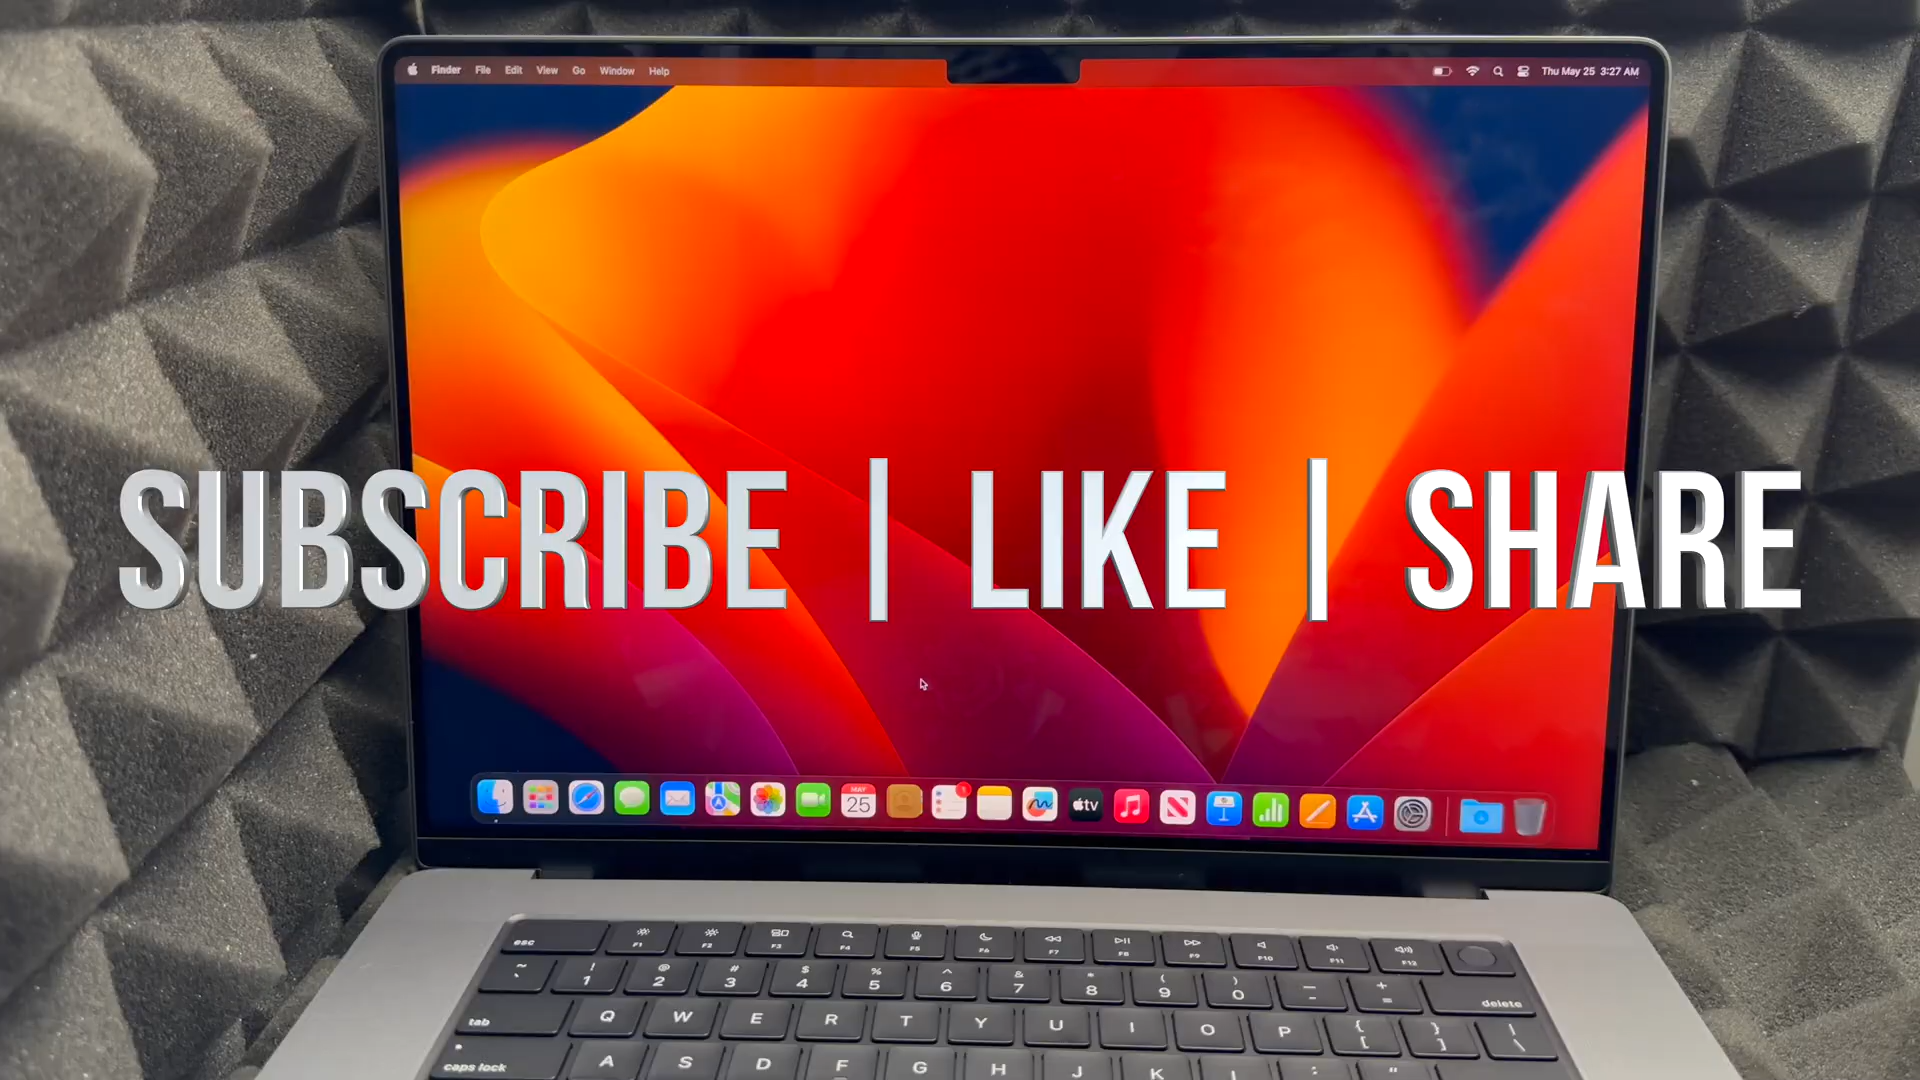 Finder File Edit View Go Window Help Thu May 25 3:27 AM
SUBSCRIBE | LIKE | SHARE
MAY
25
1
tv
esc F1 F2 F3 F4 F5 F6 F7 F8 F9 F10 F11 F12
~ ` ! 1 @ 2 # 3 $ 4 % 5 ^ 6 & 7 * 8 ( 9 ) 0 — - + = delete
tab Q W E R T Y U I O P { [ } ] | \
caps lock A S D F G H J K L : "